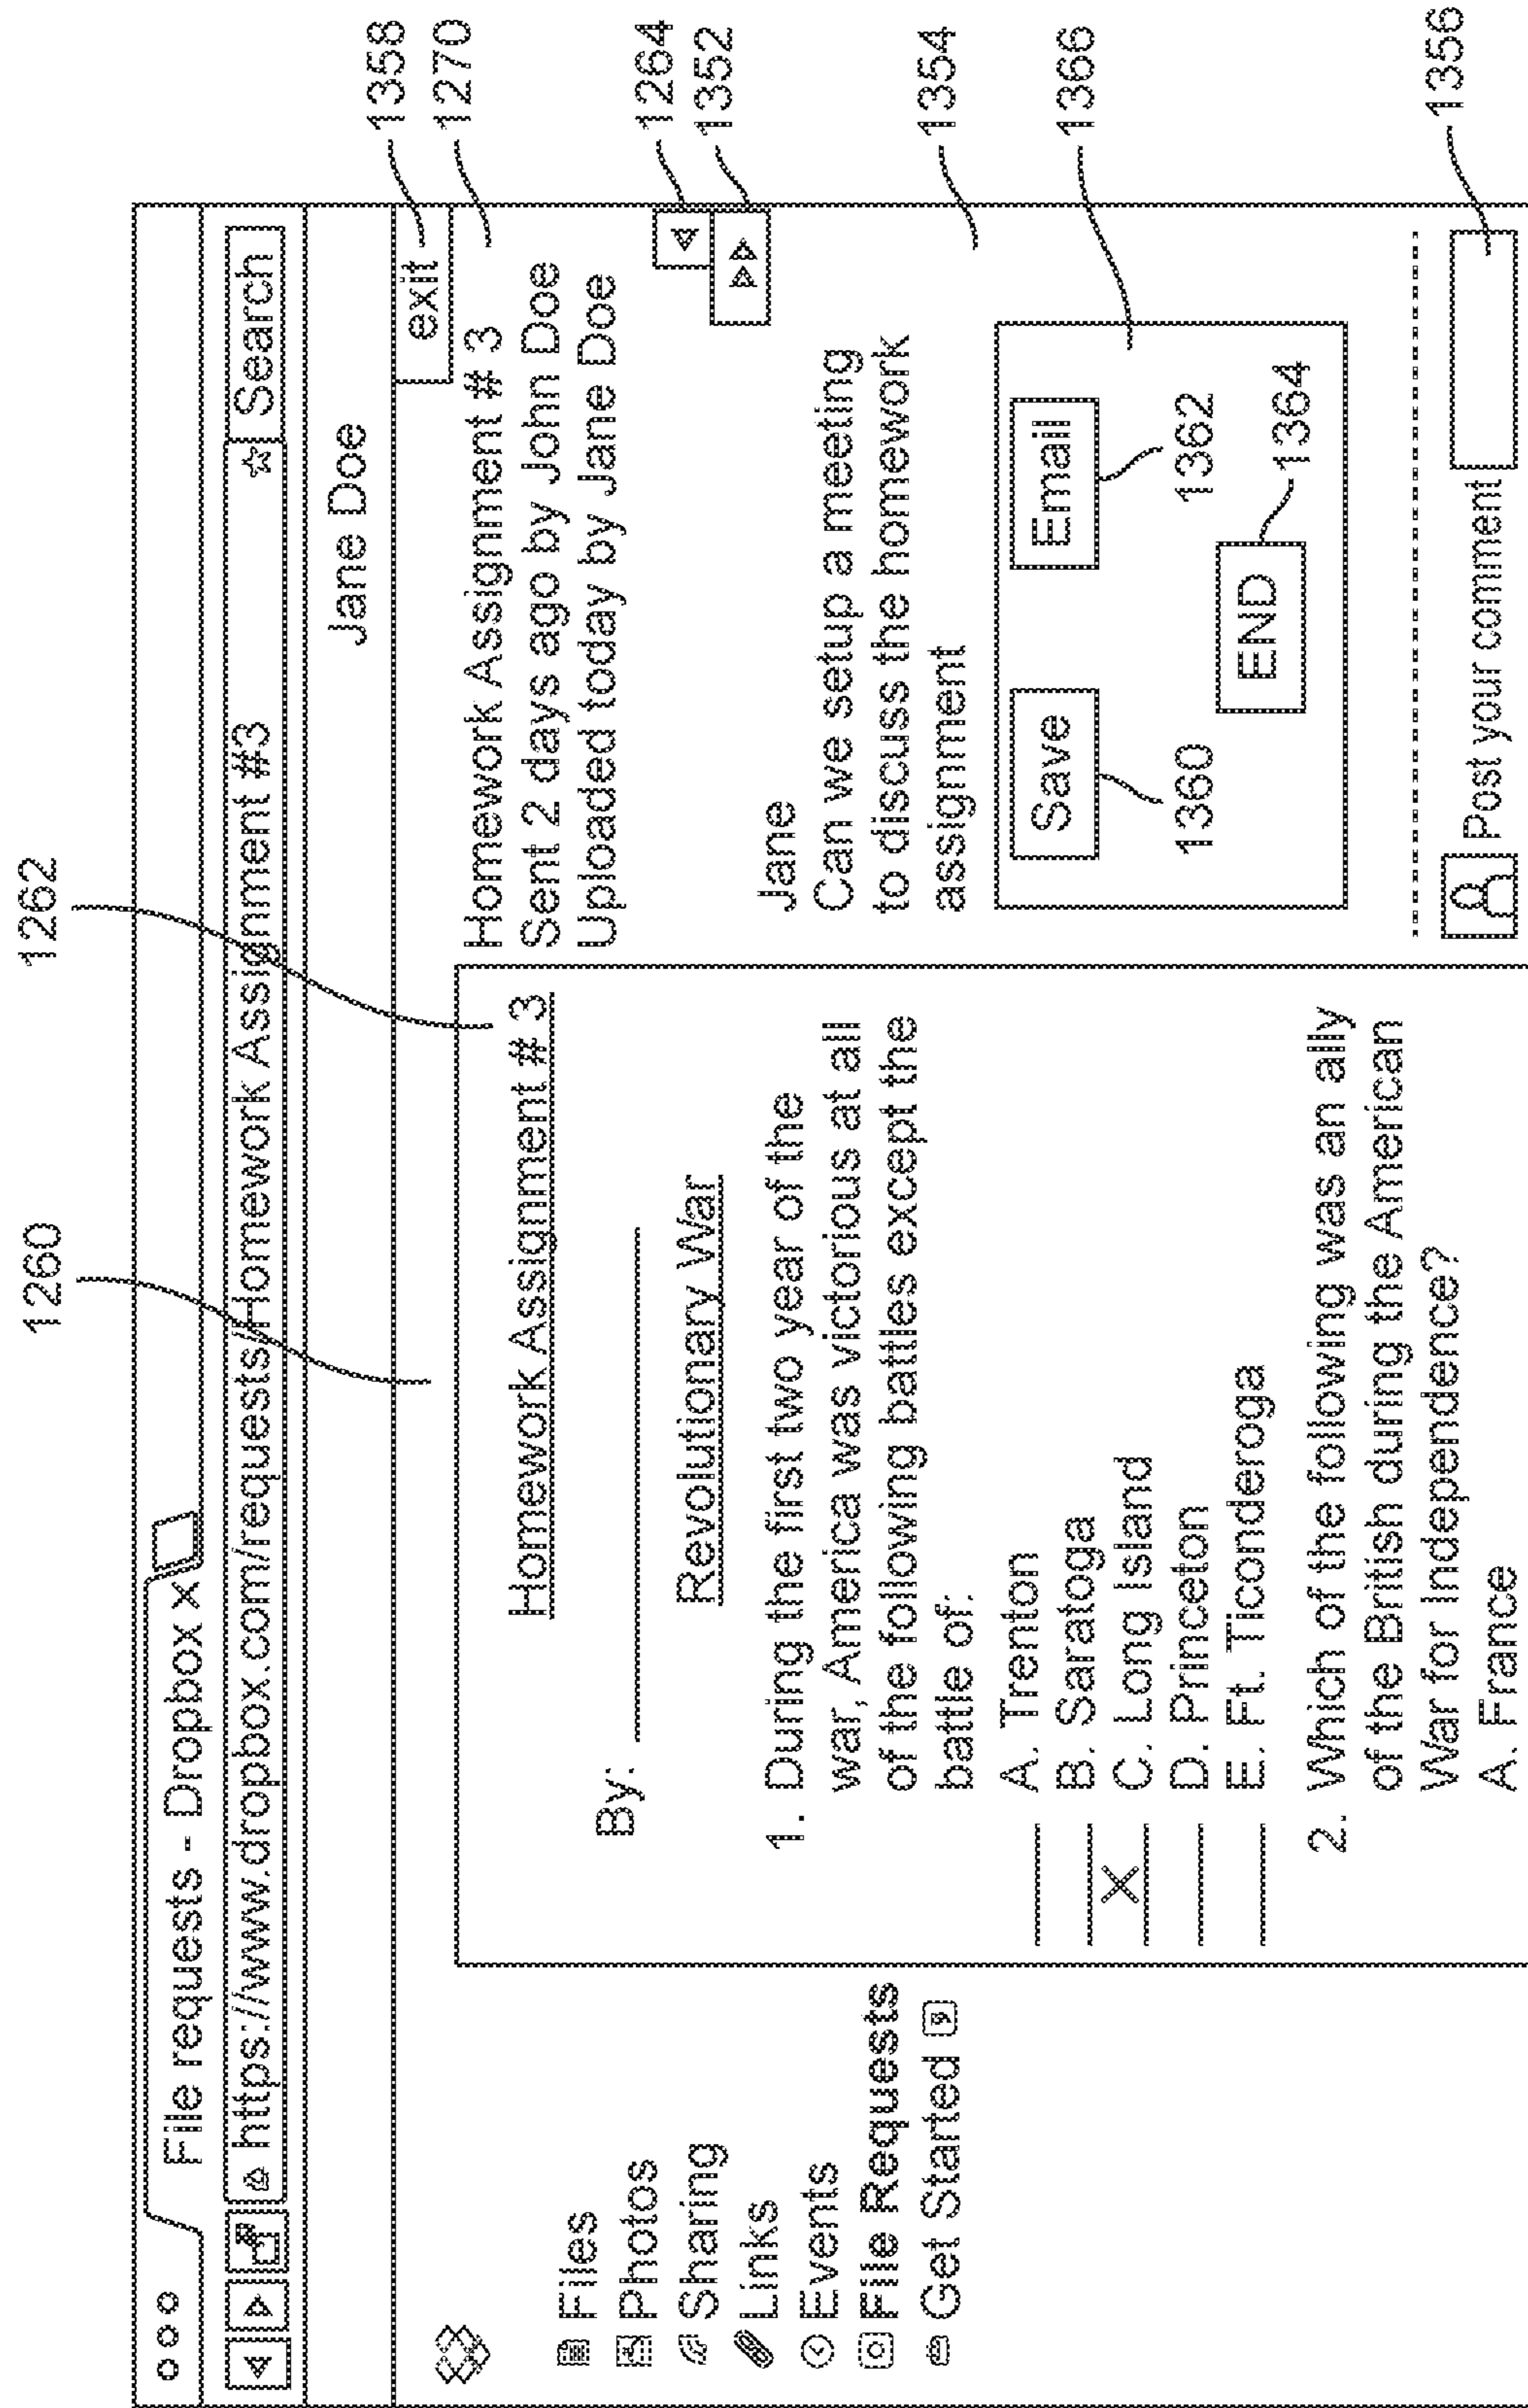 1260
1262
File requests - Dropbox x
https://www.dropbox.com/requests/Homework Assignment #3
Search
Jane Doe
exit
1358
Files
Photos
Sharing
Links
Events
File Requests
Get Started
Homework Assignment # 3
By:
Revolutionary War
1. During the first two year of the
war, America was victorious at all
of the following battles except the
battle of:
A. Trenton
B. Saratoga
X C. Long Island
D. Princeton
E. Ft. Ticonderoga
2. Which of the following was an ally
of the British during the American
War for Independence?
A. France
Homework Assignment # 3
1270
Sent 2 days ago by John Doe
Uploaded today by Jane Doe
1264
1352
Jane
Can we setup a meeting
to discuss the homework
assignment
1354
Save
Email
1366
1360
1362
END
1364
Post your comment
1356